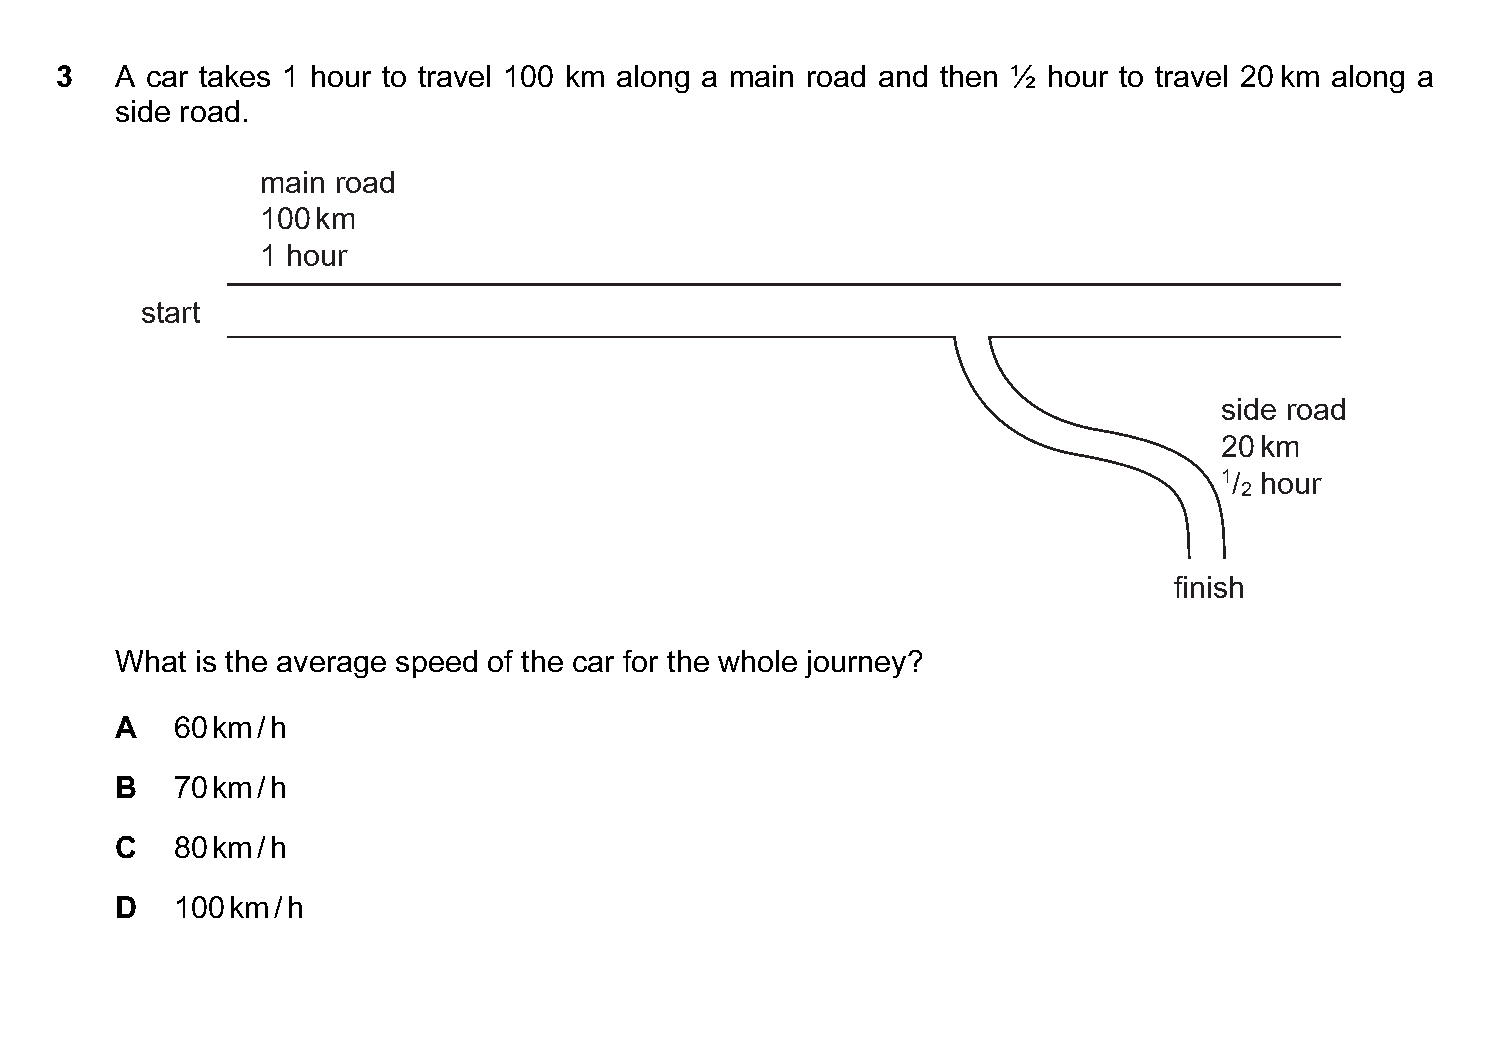 3 A car takes 1 hour to travel 100 km along a main road and then ½ hour to travel 20 km along a
side road.
main road
100 km
1 hour
start
side road
20 km
1/2 hour
finish
What is the average speed of the car for the whole journey?
A 60 km / h
B 70 km / h
C 80 km / h
D 100 km / h